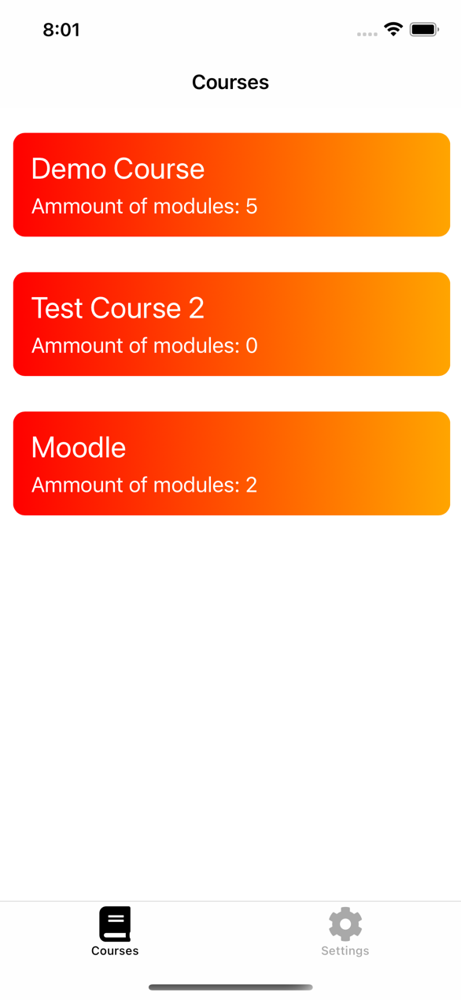 8:01
Courses
Demo Course
Ammount of modules: 5
Test Course 2
Ammount of modules: 0
Moodle
Ammount of modules: 2
Courses
Settings